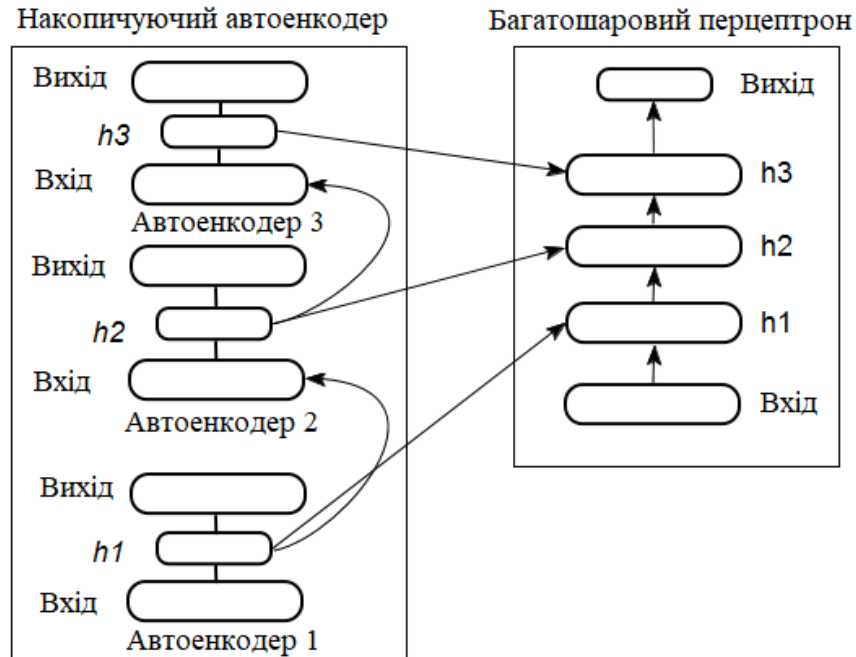 Накопичуючий автоенкодер
Вихід
h3
Вхід
Автоенкодер 3
Вихід
h2
Вхід
Автоенкодер 2
Вихід
h1
Вхід
Автоенкодер 1
Багатошаровий перцептрон
Вихід
h3
h2
h1
Вхід